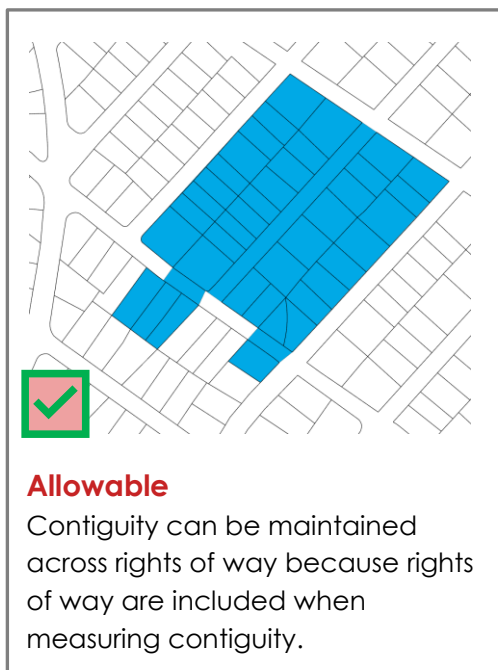 Allowable
Contiguity can be maintained
across rights of way because rights
of way are included when
measuring contiguity.